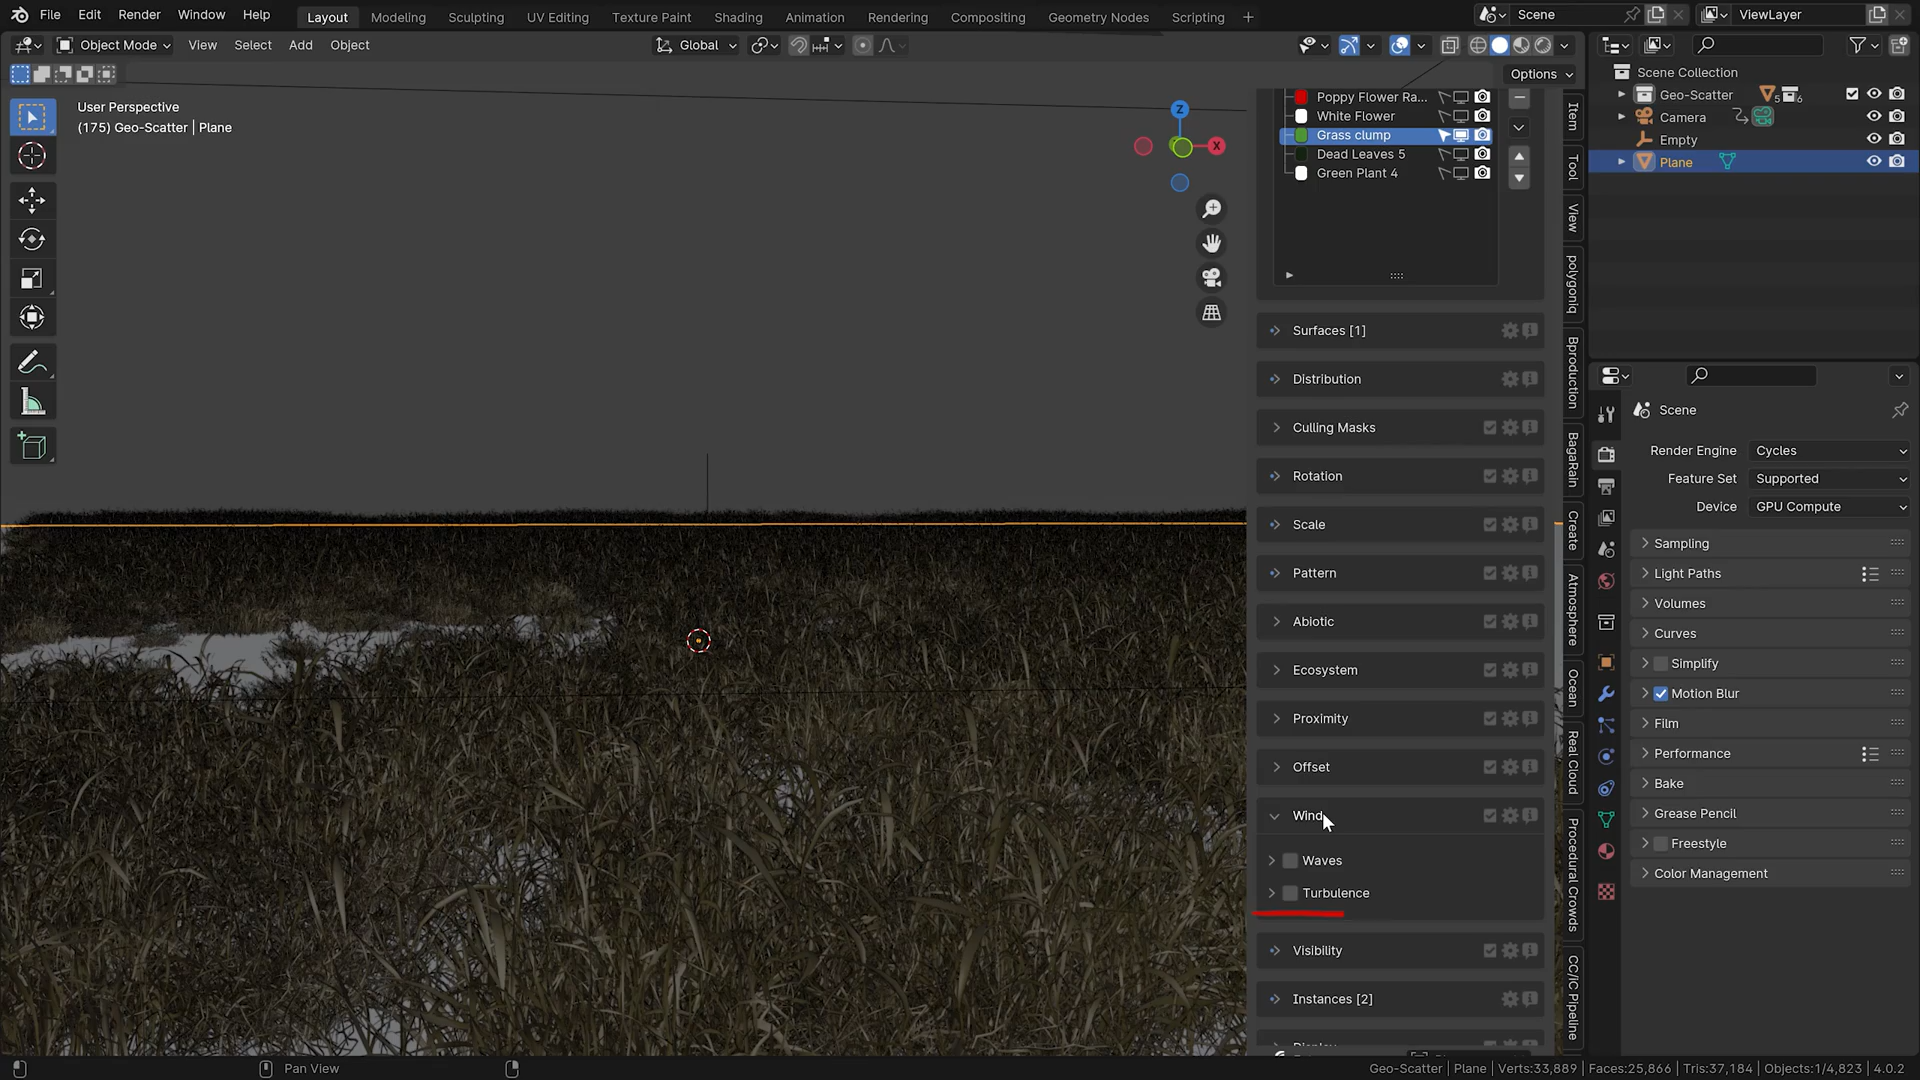 File Edit Render Window Help Layout Modeling Sculpting UV Editing Texture Paint Shading Animation Rendering Compositing Geometry Nodes Scripting + Scene ViewLayer
Object Mode View Select Add Object Global
Options
User Perspective
(175) Geo-Scatter | Plane
Z
X
Poppy Flower Ra...
White Flower
Grass clump
Dead Leaves 5
Green Plant 4
Surfaces [1]
Distribution
Culling Masks
Rotation
Scale
Pattern
Abiotic
Ecosystem
Proximity
Offset
Wind
Waves
Turbulence
Visibility
Instances [2]
Item
Tool
View
polygoniq
Bproduction
BagaRain
Create
Atmosphere
Ocean
Real Cloud
Procedural Crowds
CC/iC Pipeline
Scene Collection
Geo-Scatter 5 6
Camera
Empty
Plane
Scene
Render Engine Cycles
Feature Set Supported
Device GPU Compute
Sampling
Light Paths
Volumes
Curves
Simplify
Motion Blur
Film
Performance
Bake
Grease Pencil
Freestyle
Color Management
Pan View
Geo-Scatter | Plane | Verts:33,889 | Faces:25,866 | Tris:37,184 | Objects:1/4,823 | 4.0.2